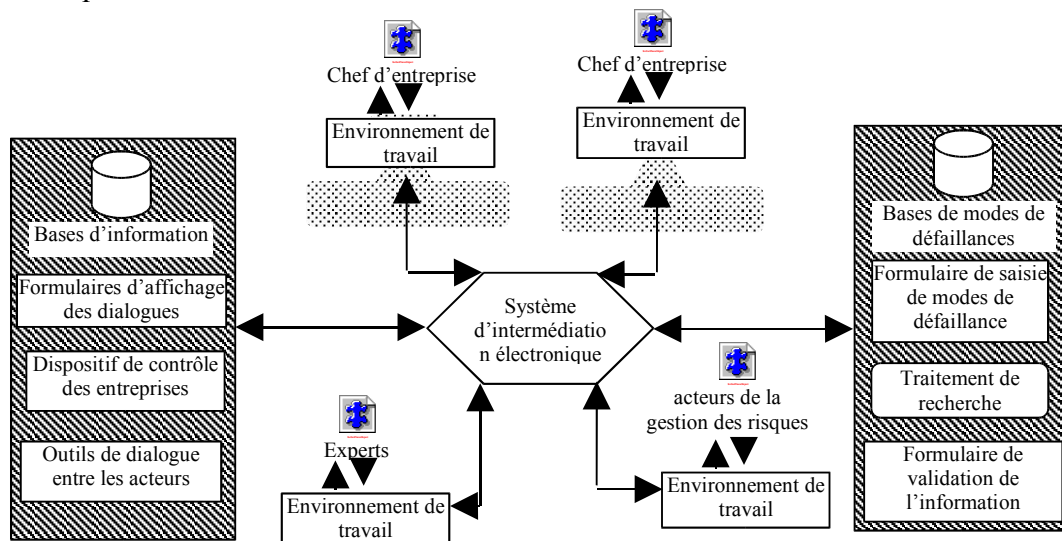 Chef d'entreprise
Environnement de
travail
Chef d'entreprise
Environnement de
travail
Bases d'information
Formulaires d'affichage
des dialogues
Dispositif de contrôle
des entreprises
Outils de dialogue
entre les acteurs
Système
d'intermédiatio
n électronique
Bases de modes de
défaillances
Formulaire de saisie
de modes de
défaillance
Traitement de
recherche
Formulaire de
validation de
l'information
Experts
Environnement de
travail
acteurs de la
gestion des risques
Environnement de
travail